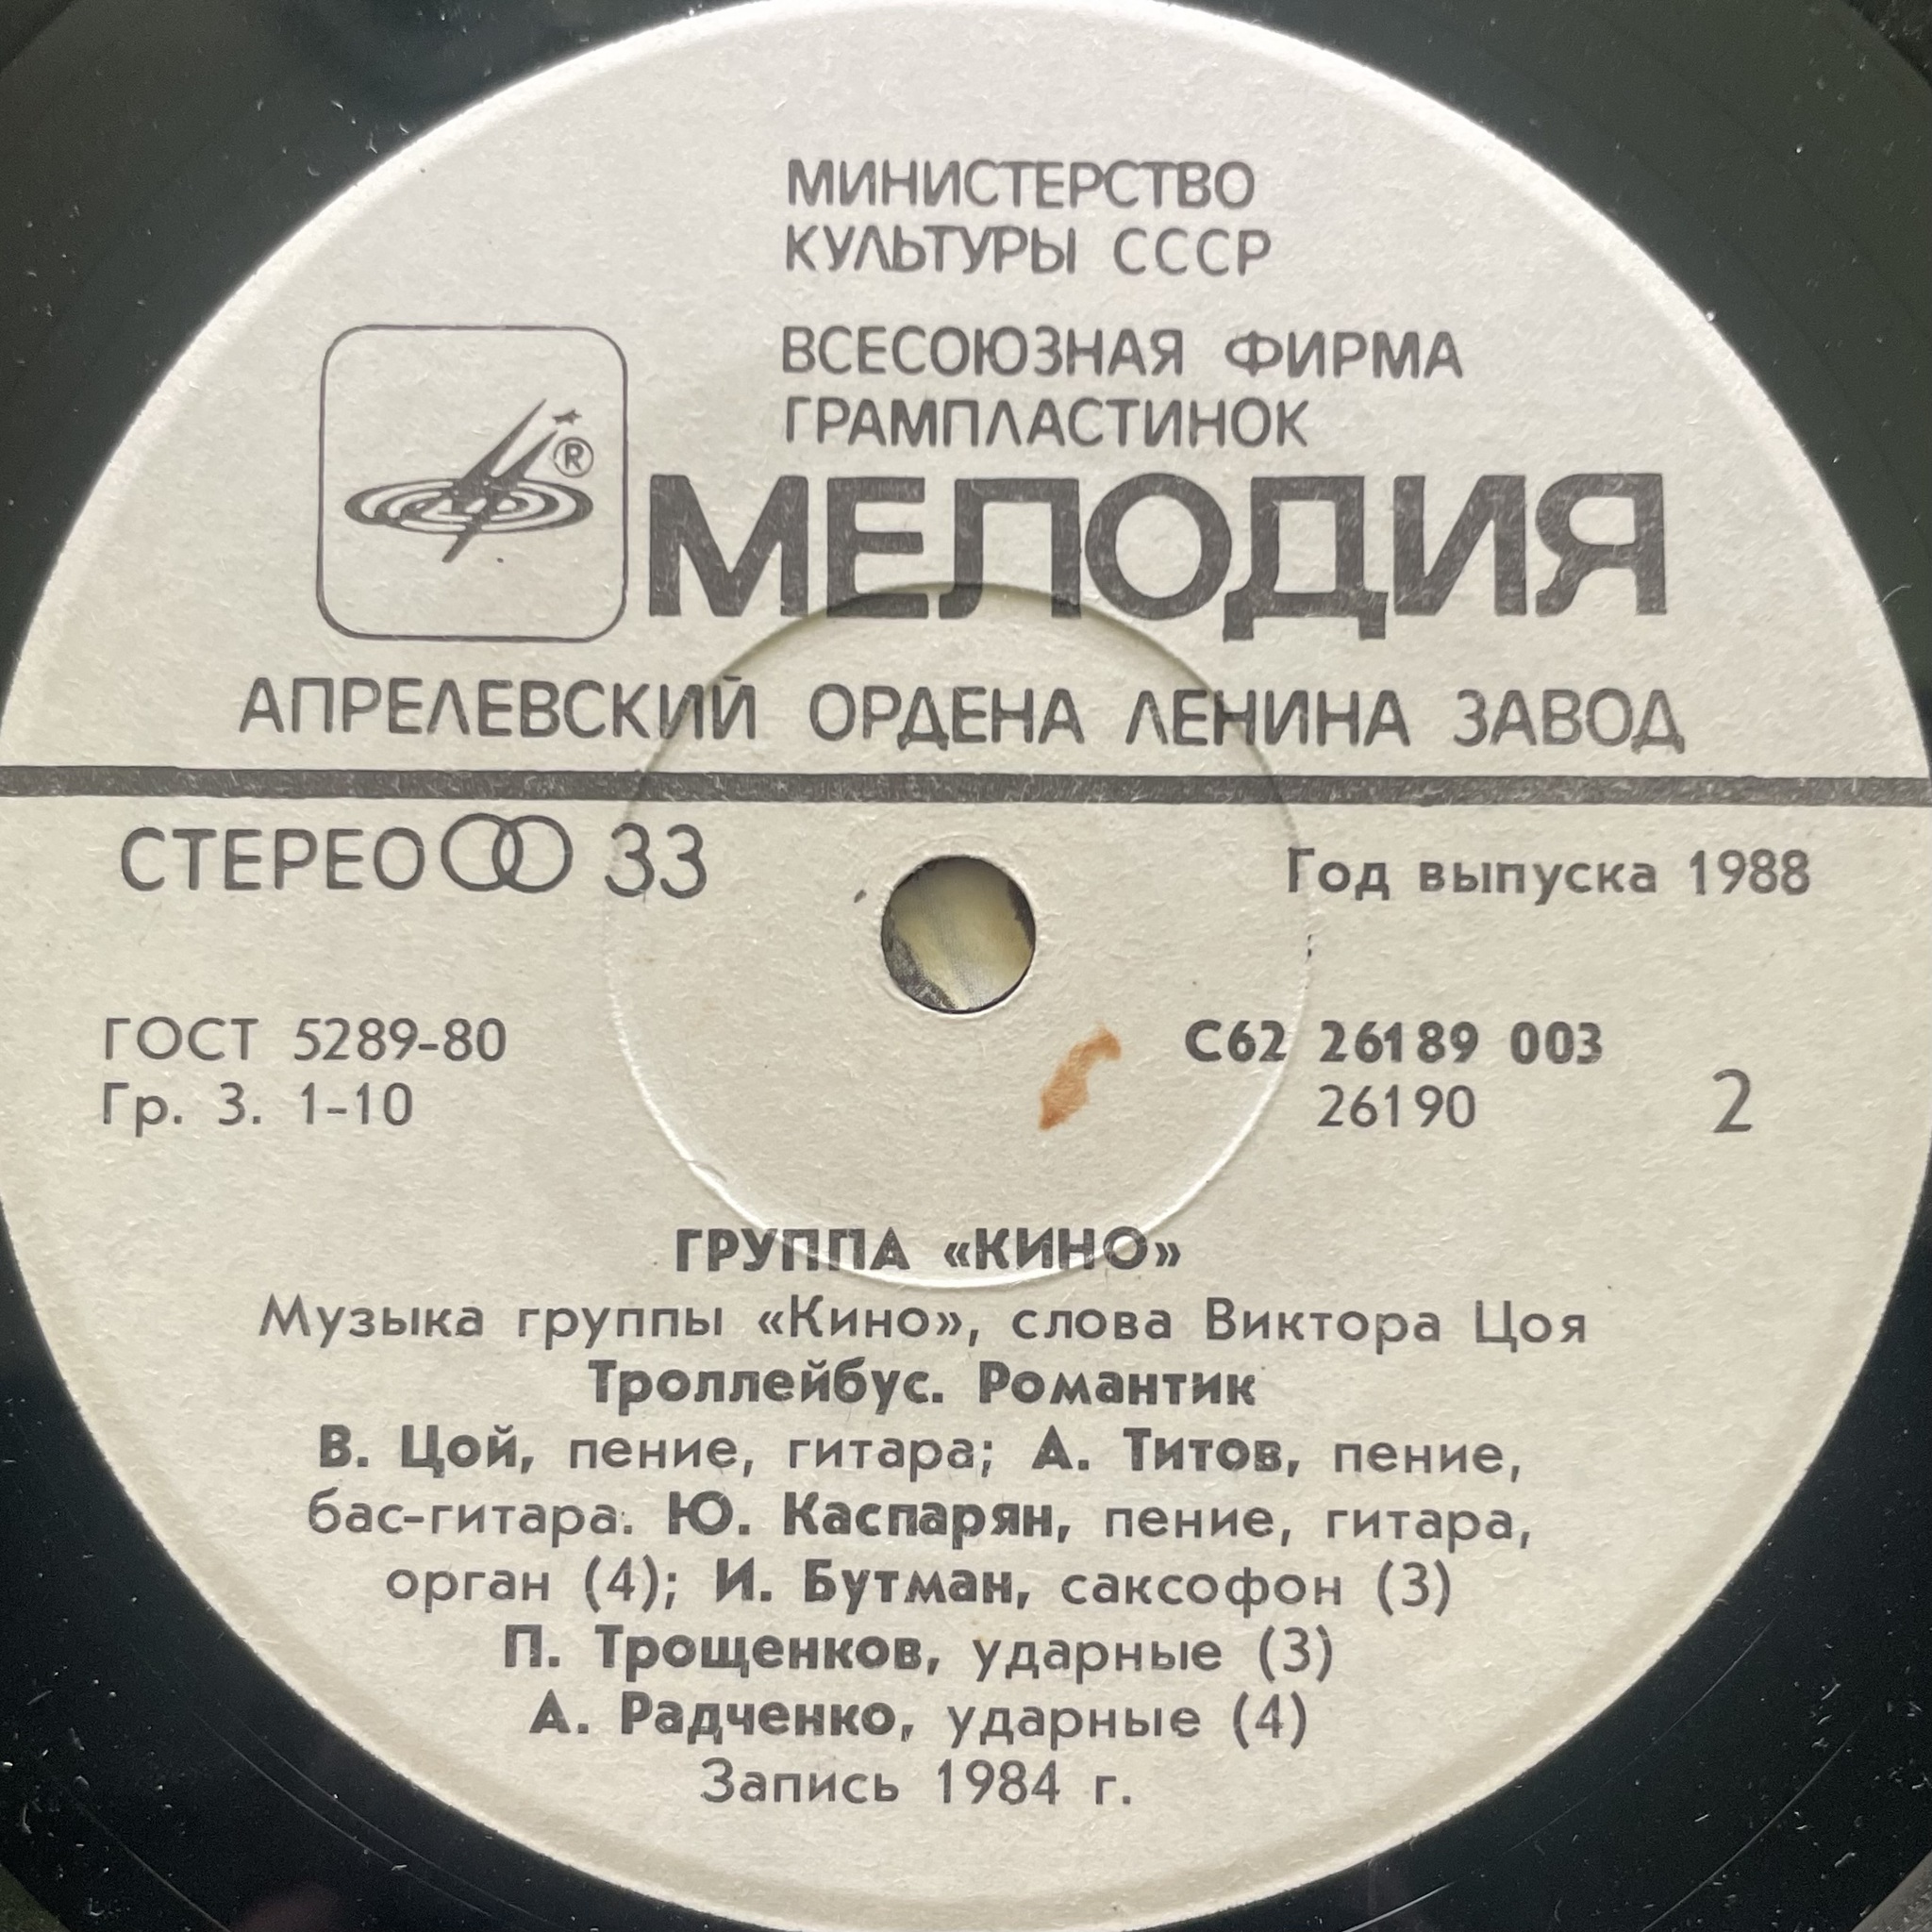 МИНИСТЕРСТВО
КУЛЬТУРЫ СССР
ВСЕСОЮЗНАЯ ФИРМА
ГРАМПЛАСТИНОК
®
МЕЛОДИЯ
АПРЕЛЕВСКИЙ ОРДЕНА ЛЕНИНА ЗАВОД
СТЕРЕО 33
Год выпуска 1988
ГОСТ 5289-80
Гр. 3. 1-10
С62 26189 003
26190
2
ГРУППА «КИНО»
Музыка группы «Кино», слова Виктора Цоя
Троллейбус. Романтик
В. Цой, пение, гитара; А. Титов, пение,
бас-гитара. Ю. Каспарян, пение, гитара,
орган (4); И. Бутман, саксофон (3)
П. Трощенков, ударные (3)
А. Радченко, ударные (4)
Запись 1984 г.